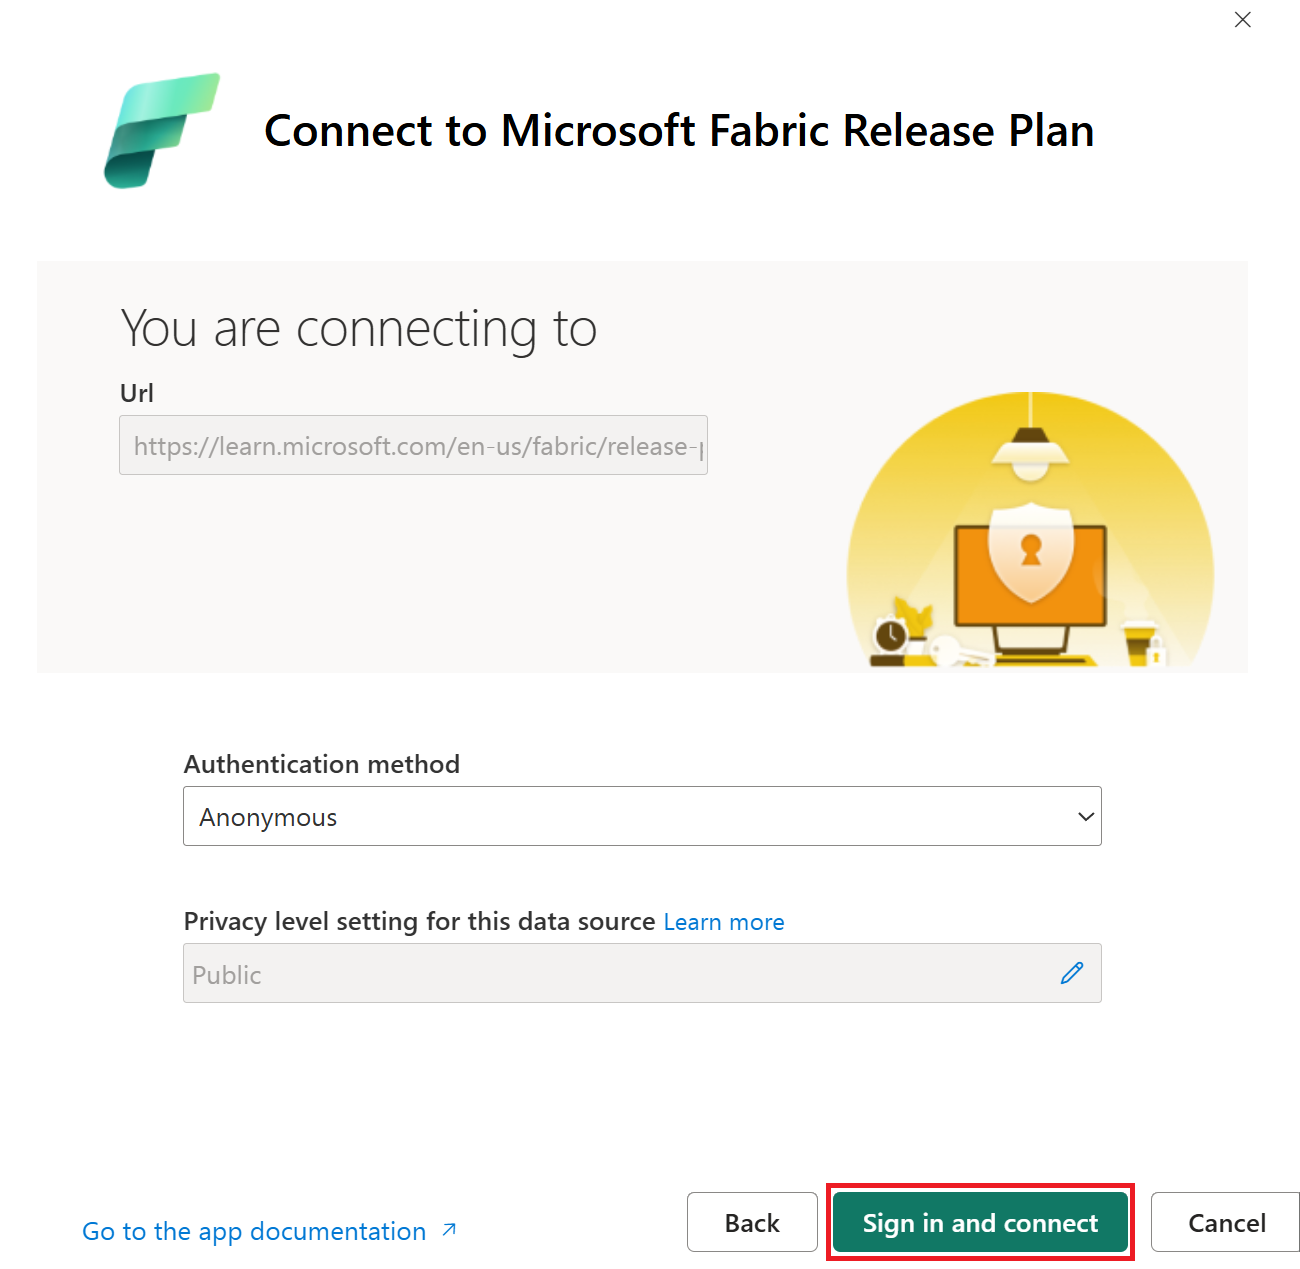 Connect to Microsoft Fabric Release Plan
You are connecting to
Url
https://learn.microsoft.com/en-us/fabric/release-
Authentication method
Anonymous
Privacy level setting for this data source Learn more
Public
Go to the app documentation
Back
Sign in and connect
Cancel